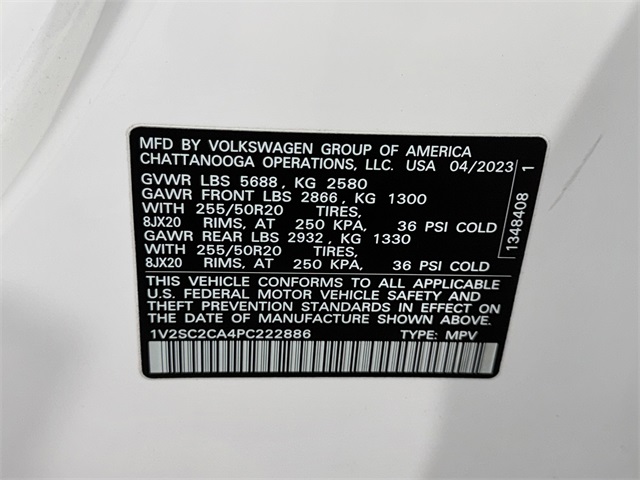 MFD BY VOLKSWAGEN GROUP OF AMERICA
CHATTANOOGA OPERATIONS, LLC. USA 04/2023
GVWR LBS 5688, KG 2580
GAWR FRONT LBS 2866, KG 1300
WITH 255/50R20 TIRES,
8JX20 RIMS, AT 250 KPA, 36 PSI COLD
GAWR REAR LBS 2932, KG 1330
WITH 255/50R20 TIRES,
8JX20 RIMS, AT 250 KPA, 36 PSI COLD
THIS VEHICLE CONFORMS TO ALL APPLICABLE
U.S. FEDERAL MOTOR VEHICLE SAFETY AND
THEFT PREVENTION STANDARDS IN EFFECT ON
THE DATE OF MANUFACTURE SHOWN ABOVE.
1V2SC2CA4PC222886 TYPE: MPV
1348408 1